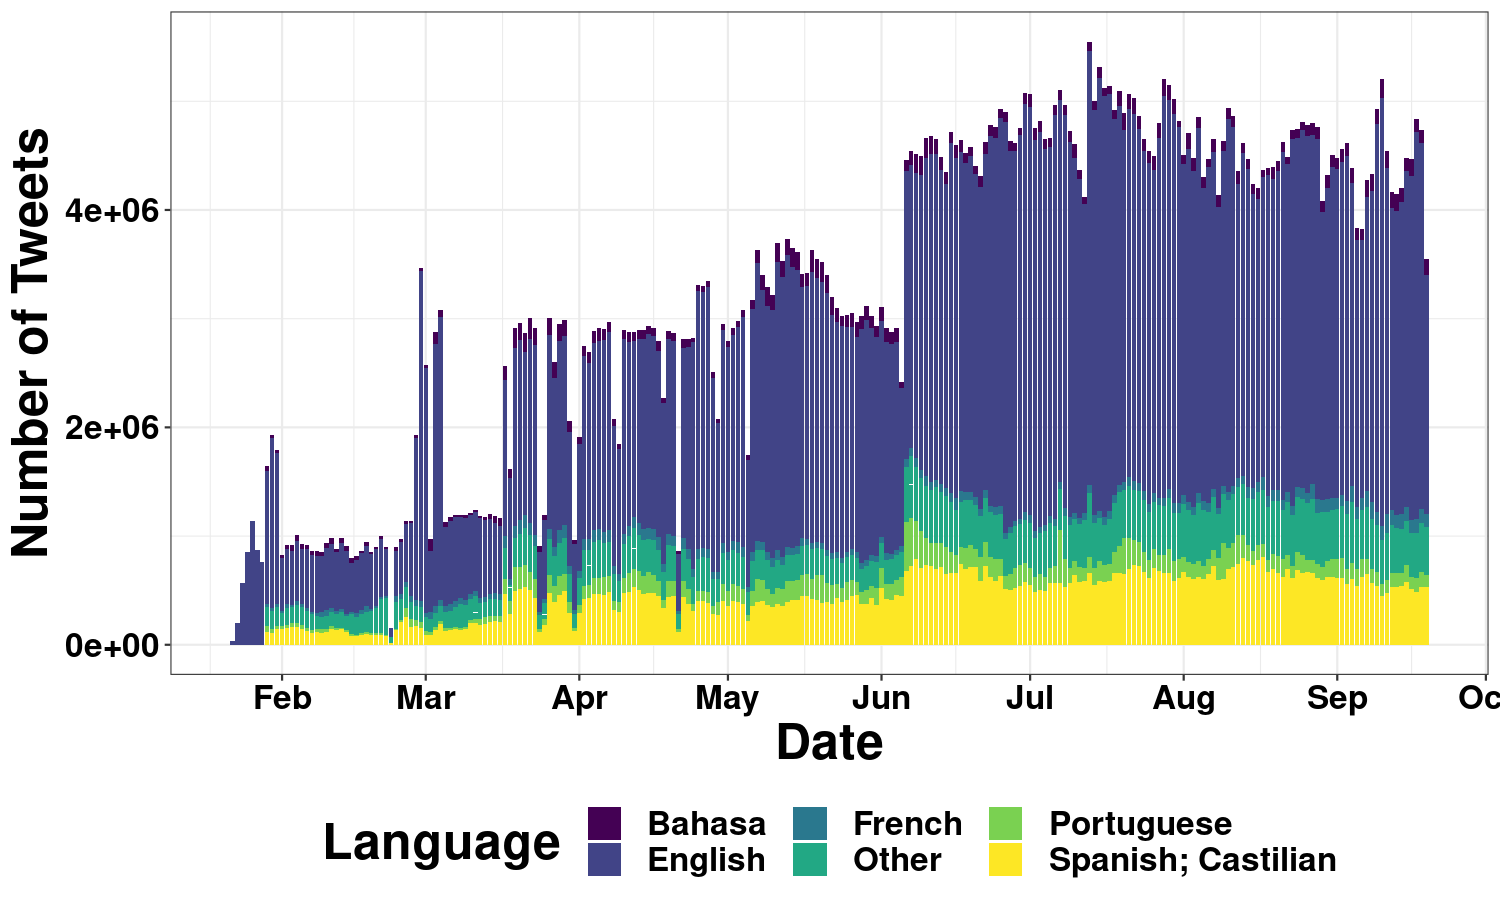 Number of Tweets
4e+06
2e+06
0e+00
Feb Mar Apr May Jun Jul Aug Sep Oc
Date
Language
Bahasa French Portuguese
English Other Spanish; Castilian